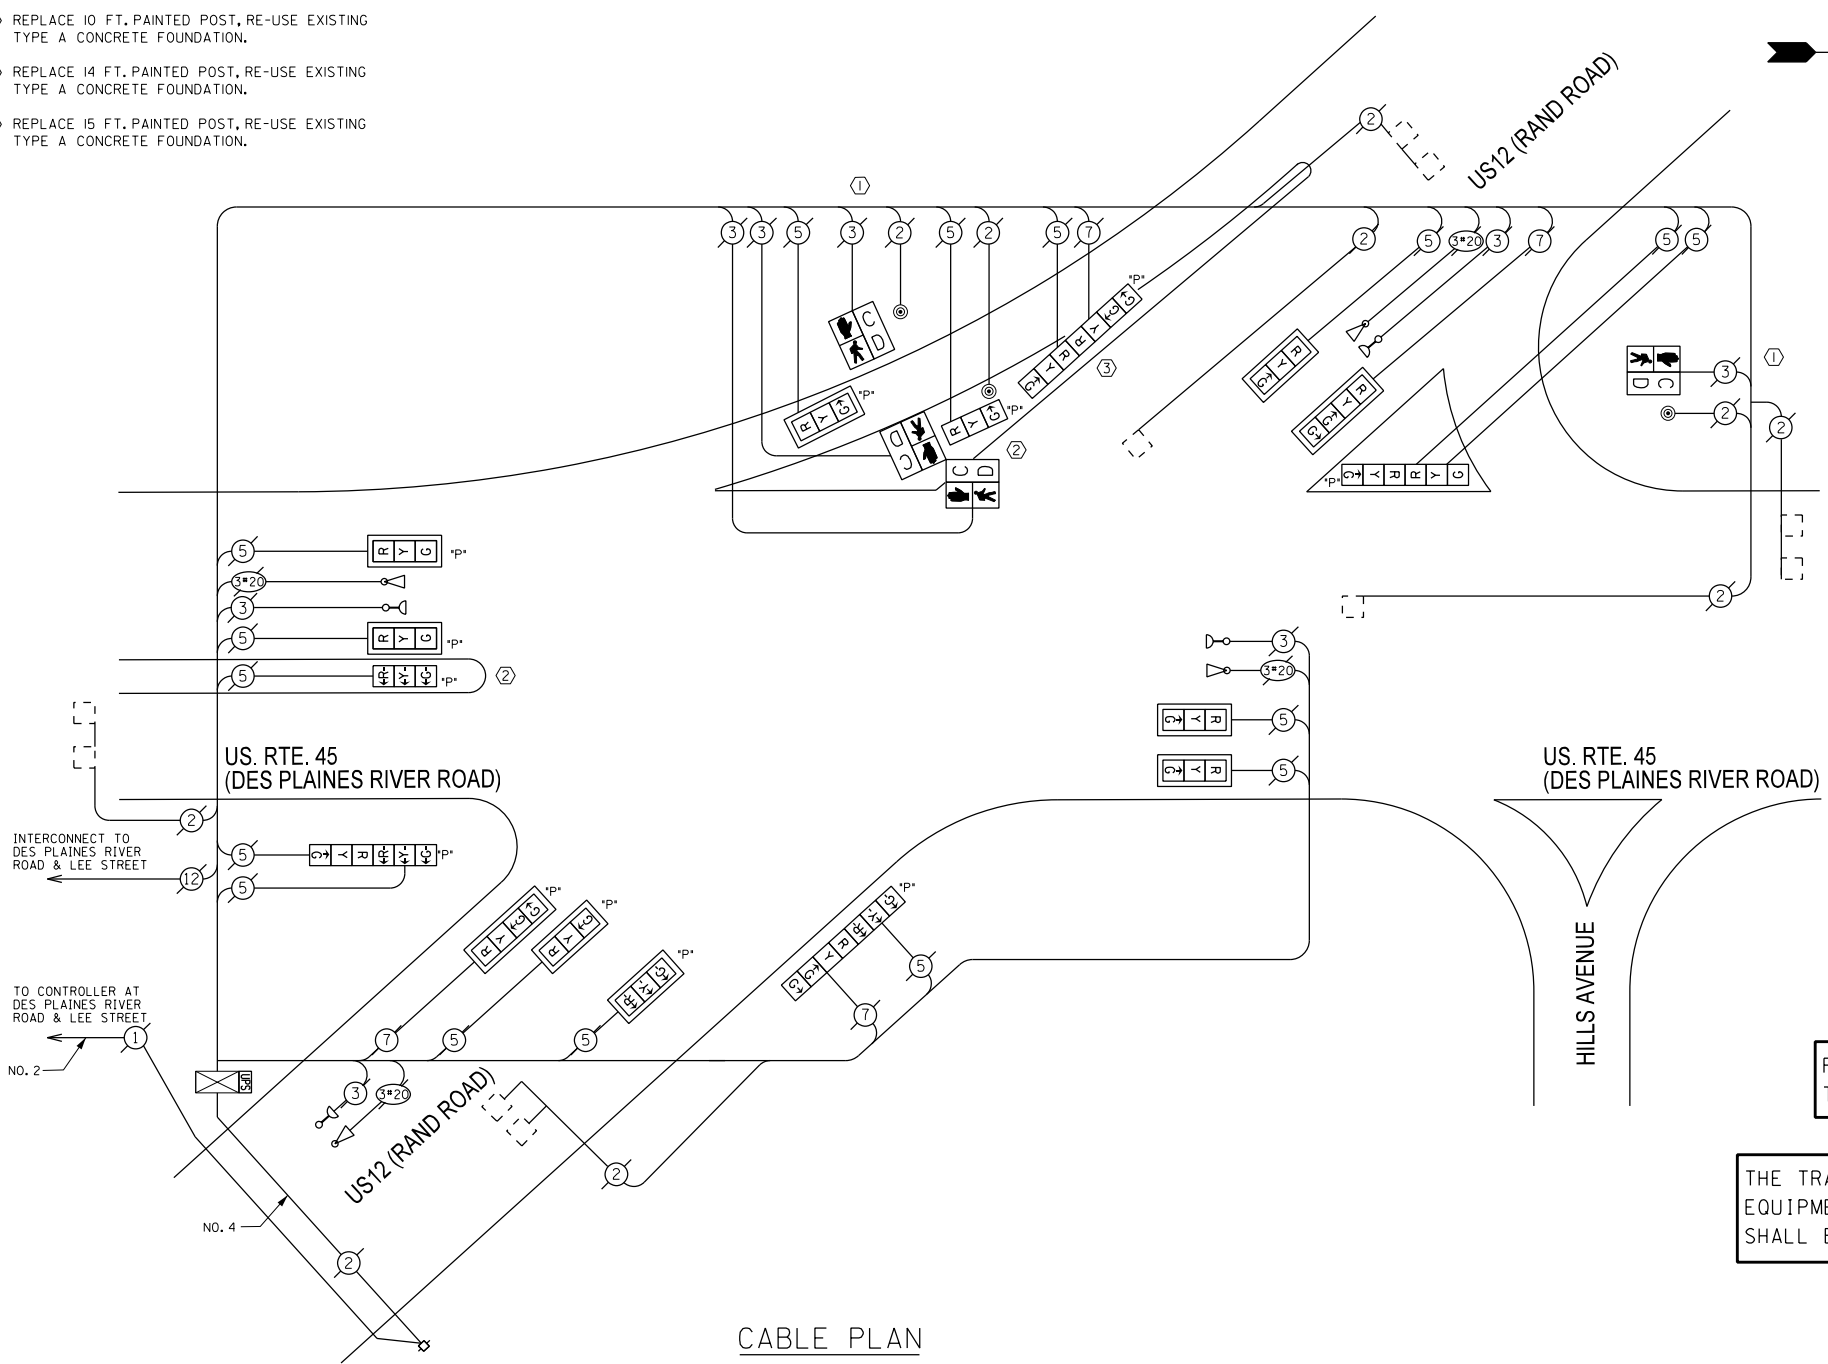 REPLACE 10 FT. PAINTED POST, RE-USE EXISTING
TYPE A CONCRETE FOUNDATION.
REPLACE 14 FT. PAINTED POST, RE-USE EXISTING
TYPE A CONCRETE FOUNDATION.
REPLACE 15 FT. PAINTED POST, RE-USE EXISTING
TYPE A CONCRETE FOUNDATION.
US12 (RAND ROAD)
2
1
3 3 5 3 2 5 2 5 7
2 5 3#20 3 7 5 5
C D
"P"
G Y R R Y G G
3
R Y G "P"
R Y G "P"
C D
2
C D
R Y G
R Y G G
"P" G Y R R Y G
C D
3
1
2
2
2
5 R Y G "P"
3#20
3
5 R Y G "P"
5 R Y G "P"
2
3
3#20
G Y R 5
G Y R 5
US. RTE. 45
(DES PLAINES RIVER ROAD)
US. RTE. 45
(DES PLAINES RIVER ROAD)
2
INTERCONNECT TO
DES PLAINES RIVER
ROAD & LEE STREET
12
5 G Y R R Y G "P"
5
R Y G G "P"
R Y G "P"
R Y G "P"
G G Y R R Y G "P"
5
7
7 5 5
HILLS AVENUE
TO CONTROLLER AT
DES PLAINES RIVER
ROAD & LEE STREET
1
NO. 2
UPS
3 3#20
US12 (RAND ROAD)
2
NO. 4
2
THE TRA
EQUIPME
SHALL
CABLE PLAN